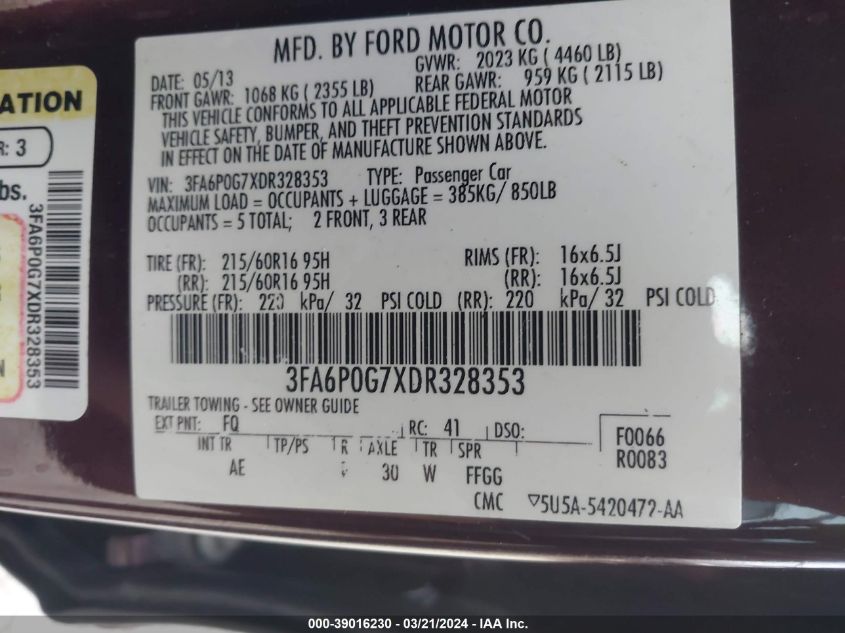 ATION
R: 3
bs.
3FA6P0G7XDR328353
N
MFD. BY FORD MOTOR CO.
DATE: 05/13
GVWR: 2023 KG ( 4460 LB)
FRONT GAWR: 1068 KG ( 2355 LB)
REAR GAWR: 959 KG ( 2115 LB)
THIS VEHICLE CONFORMS TO ALL APPLICABLE FEDERAL MOTOR
VEHICLE SAFETY, BUMPER, AND THEFT PREVENTION STANDARDS
IN EFFECT ON THE DATE OF MANUFACTURE SHOWN ABOVE.
VIN: 3FA6P0G7XDR328353 TYPE: Passenger Car
MAXIMUM LOAD = OCCUPANTS + LUGGAGE = 385KG/ 850LB
OCCUPANTS = 5 TOTAL; 2 FRONT, 3 REAR
TIRE (FR): 215/60R16 95H RIMS (FR): 16x6.5J
(RR): 215/60R16 95H (RR): 16x6.5J
PRESSURE (FR): 220 kPa/ 32 PSI COLD (RR): 220 kPa/ 32 PSI COLD
3FA6P0G7XDR328353
TRAILER TOWING - SEE OWNER GUIDE
EXT PNT: FQ RC: 41 DSO:
INT TR TP/PS R AXLE TR SPR
AE 30 W FFGG
F0066
R0083
CMC ▽5U5A-5420472-AA
000-39016230 - 03/21/2024 - IAA Inc.